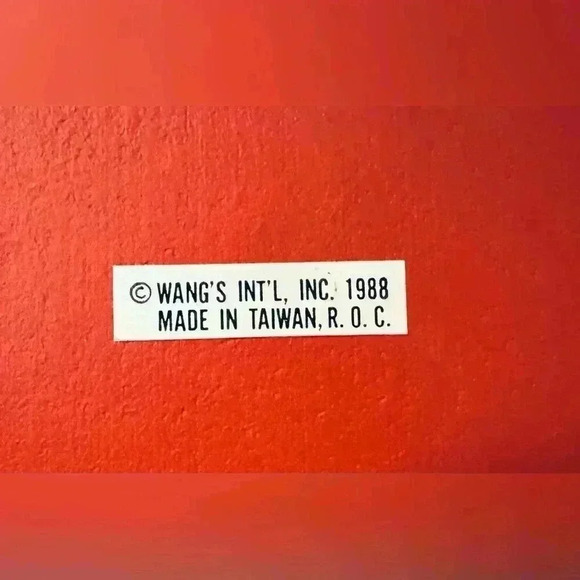 © WANG'S INT'L, INC. 1988
MADE IN TAIWAN, R. O. C.